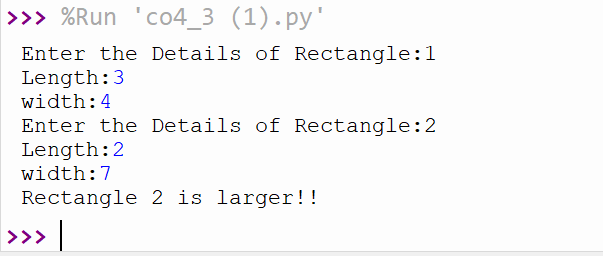 >>> %Run 'co4_3 (1).py'
Enter the Details of Rectangle:1
Length:3
width:4
Enter the Details of Rectangle:2
Length:2
width:7
Rectangle 2 is larger!!
>>>